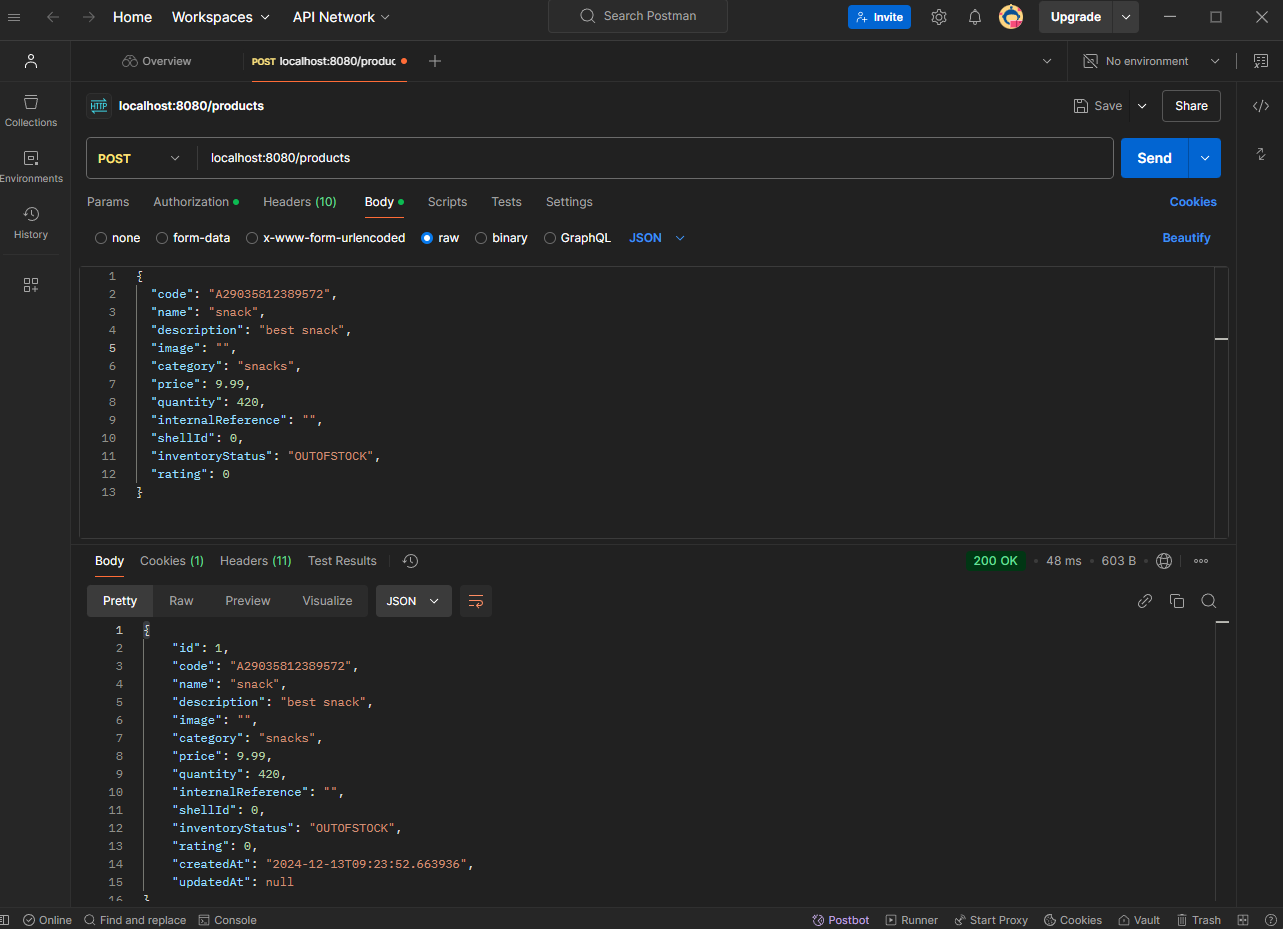 Home Workspaces API Network Search Postman Invite Upgrade
Overview POST localhost:8080/produc No environment
HTTP localhost:8080/products Save Share
Collections
POST localhost:8080/products Send
Environments
Params Authorization Headers (10) Body Scripts Tests Settings Cookies
History
none form-data x-www-form-urlencoded raw binary GraphQL JSON Beautify
1 {
2 "code": "A29035812389572",
3 "name": "snack",
4 "description": "best snack",
5 "image": "",
6 "category": "snacks",
7 "price": 9.99,
8 "quantity": 420,
9 "internalReference": "",
10 "shellId": 0,
11 "inventoryStatus": "OUTOFSTOCK",
12 "rating": 0
13 }
Body Cookies (1) Headers (11) Test Results 200 OK 48 ms 603 B
Pretty Raw Preview Visualize JSON
1 {
2 "id": 1,
3 "code": "A29035812389572",
4 "name": "snack",
5 "description": "best snack",
6 "image": "",
7 "category": "snacks",
8 "price": 9.99,
9 "quantity": 420,
10 "internalReference": "",
11 "shellId": 0,
12 "inventoryStatus": "OUTOFSTOCK",
13 "rating": 0,
14 "createdAt": "2024-12-13T09:23:52.663936",
15 "updatedAt": null
16 }
Online Find and replace Console Postbot Runner Start Proxy Cookies Vault Trash